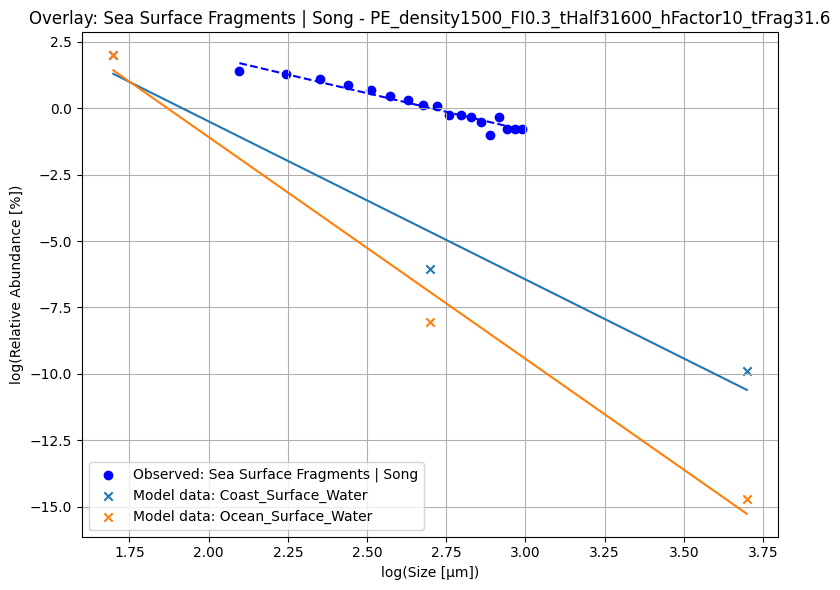 Overlay: Sea Surface Fragments | Song - PE_density1500_FI0.3_tHalf31600_hFactor10_tFrag31.6
log(Relative Abundance [%])
2.5
0.0
−2.5
−5.0
−7.5
−10.0
−12.5
−15.0
Observed: Sea Surface Fragments | Song
Model data: Coast_Surface_Water
Model data: Ocean_Surface_Water
1.75 2.00 2.25 2.50 2.75 3.00 3.25 3.50 3.75
log(Size [μm])